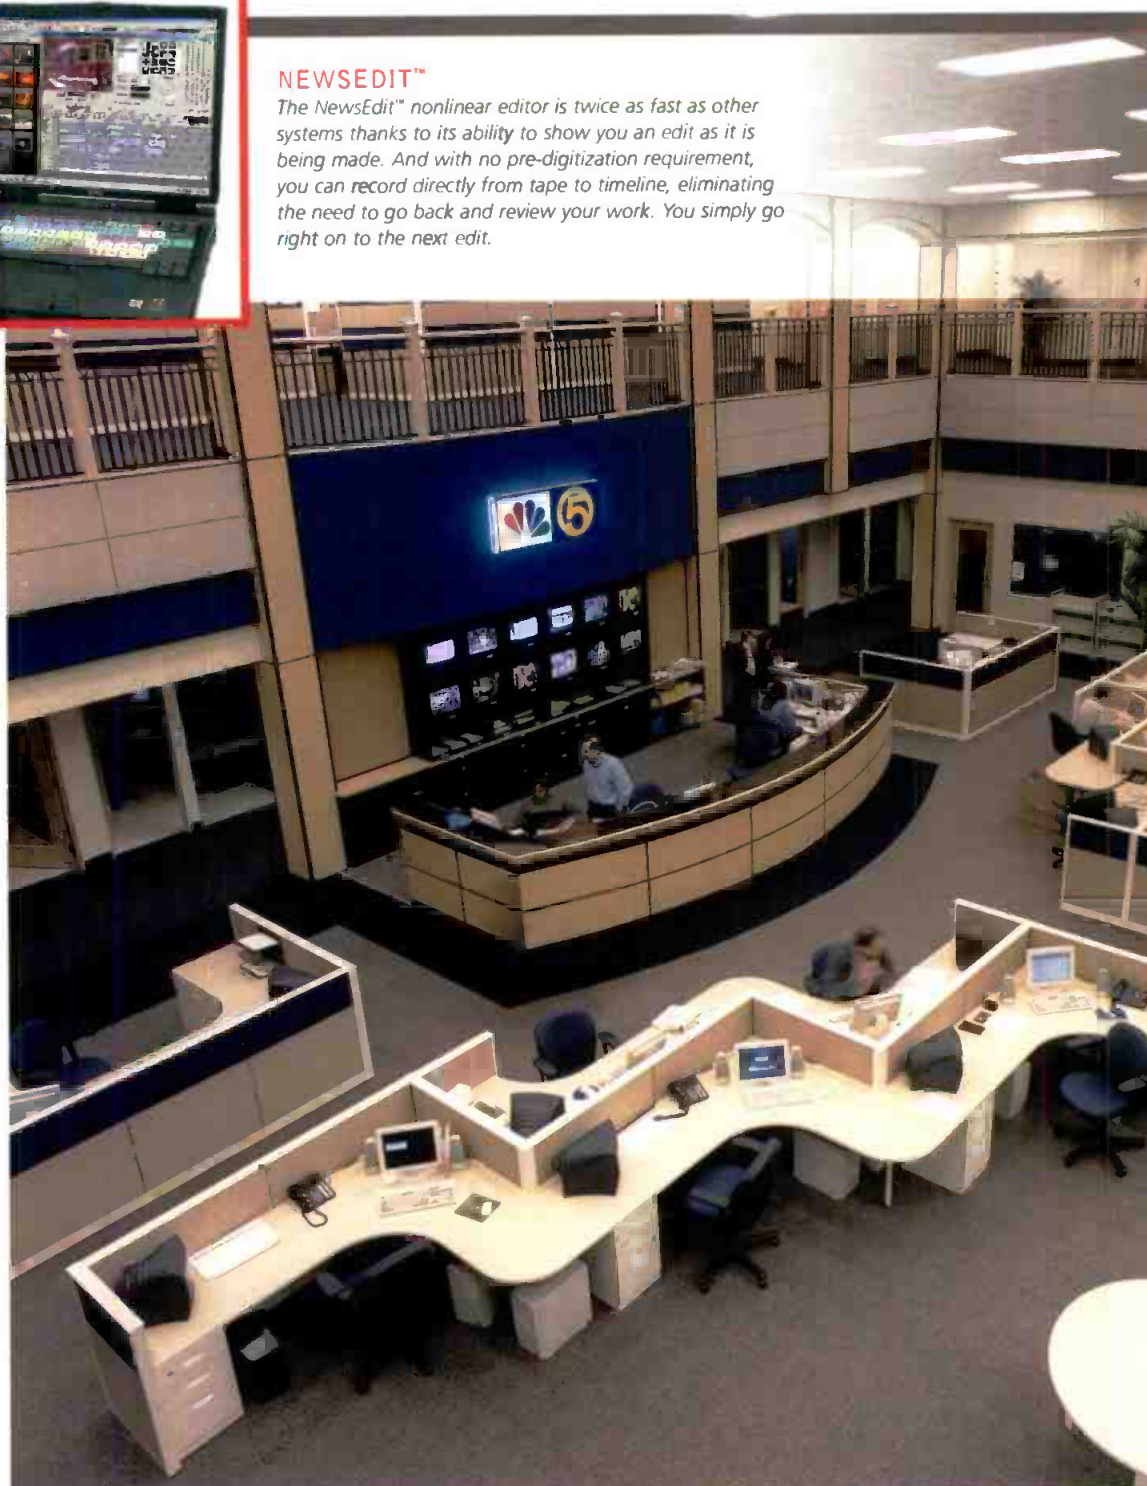 NEWSEDIT™
The NewsEdit™ nonlinear editor is twice as fast as other
systems thanks to its ability to show you an edit as it is
being made. And with no pre-digitization requirement,
you can record directly from tape to timeline, eliminating
the need to go back and review your work. You simply go
right on to the next edit.
5